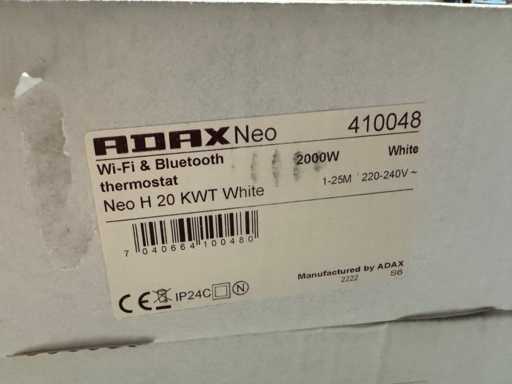 ADAX Neo 410048
Wi-Fi & Bluetooth 2000W White
thermostat 1-25M 220-240V ~
Neo H 20 KWT White
7 040664 100480
Manufactured by ADAX
CE IP24C N 2222 S6